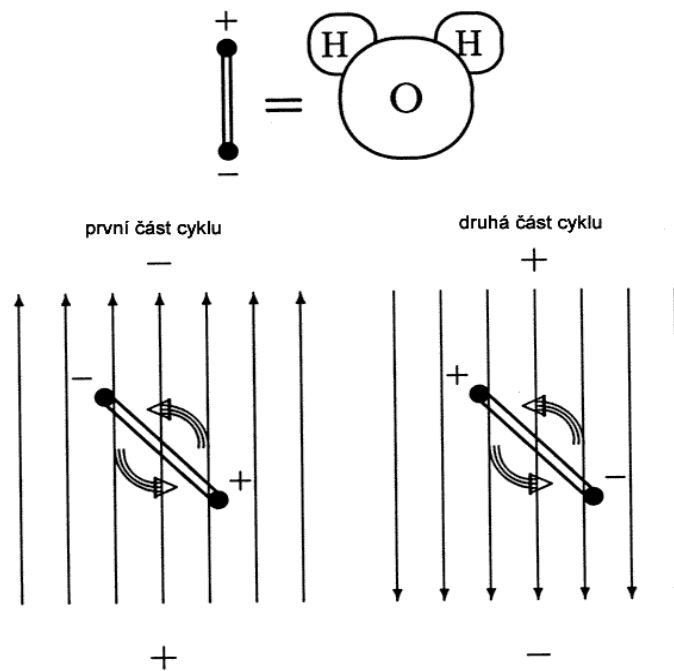 +
H H
= O
−
první část cyklu druhá část cyklu
− +
− +
+ −
+ −